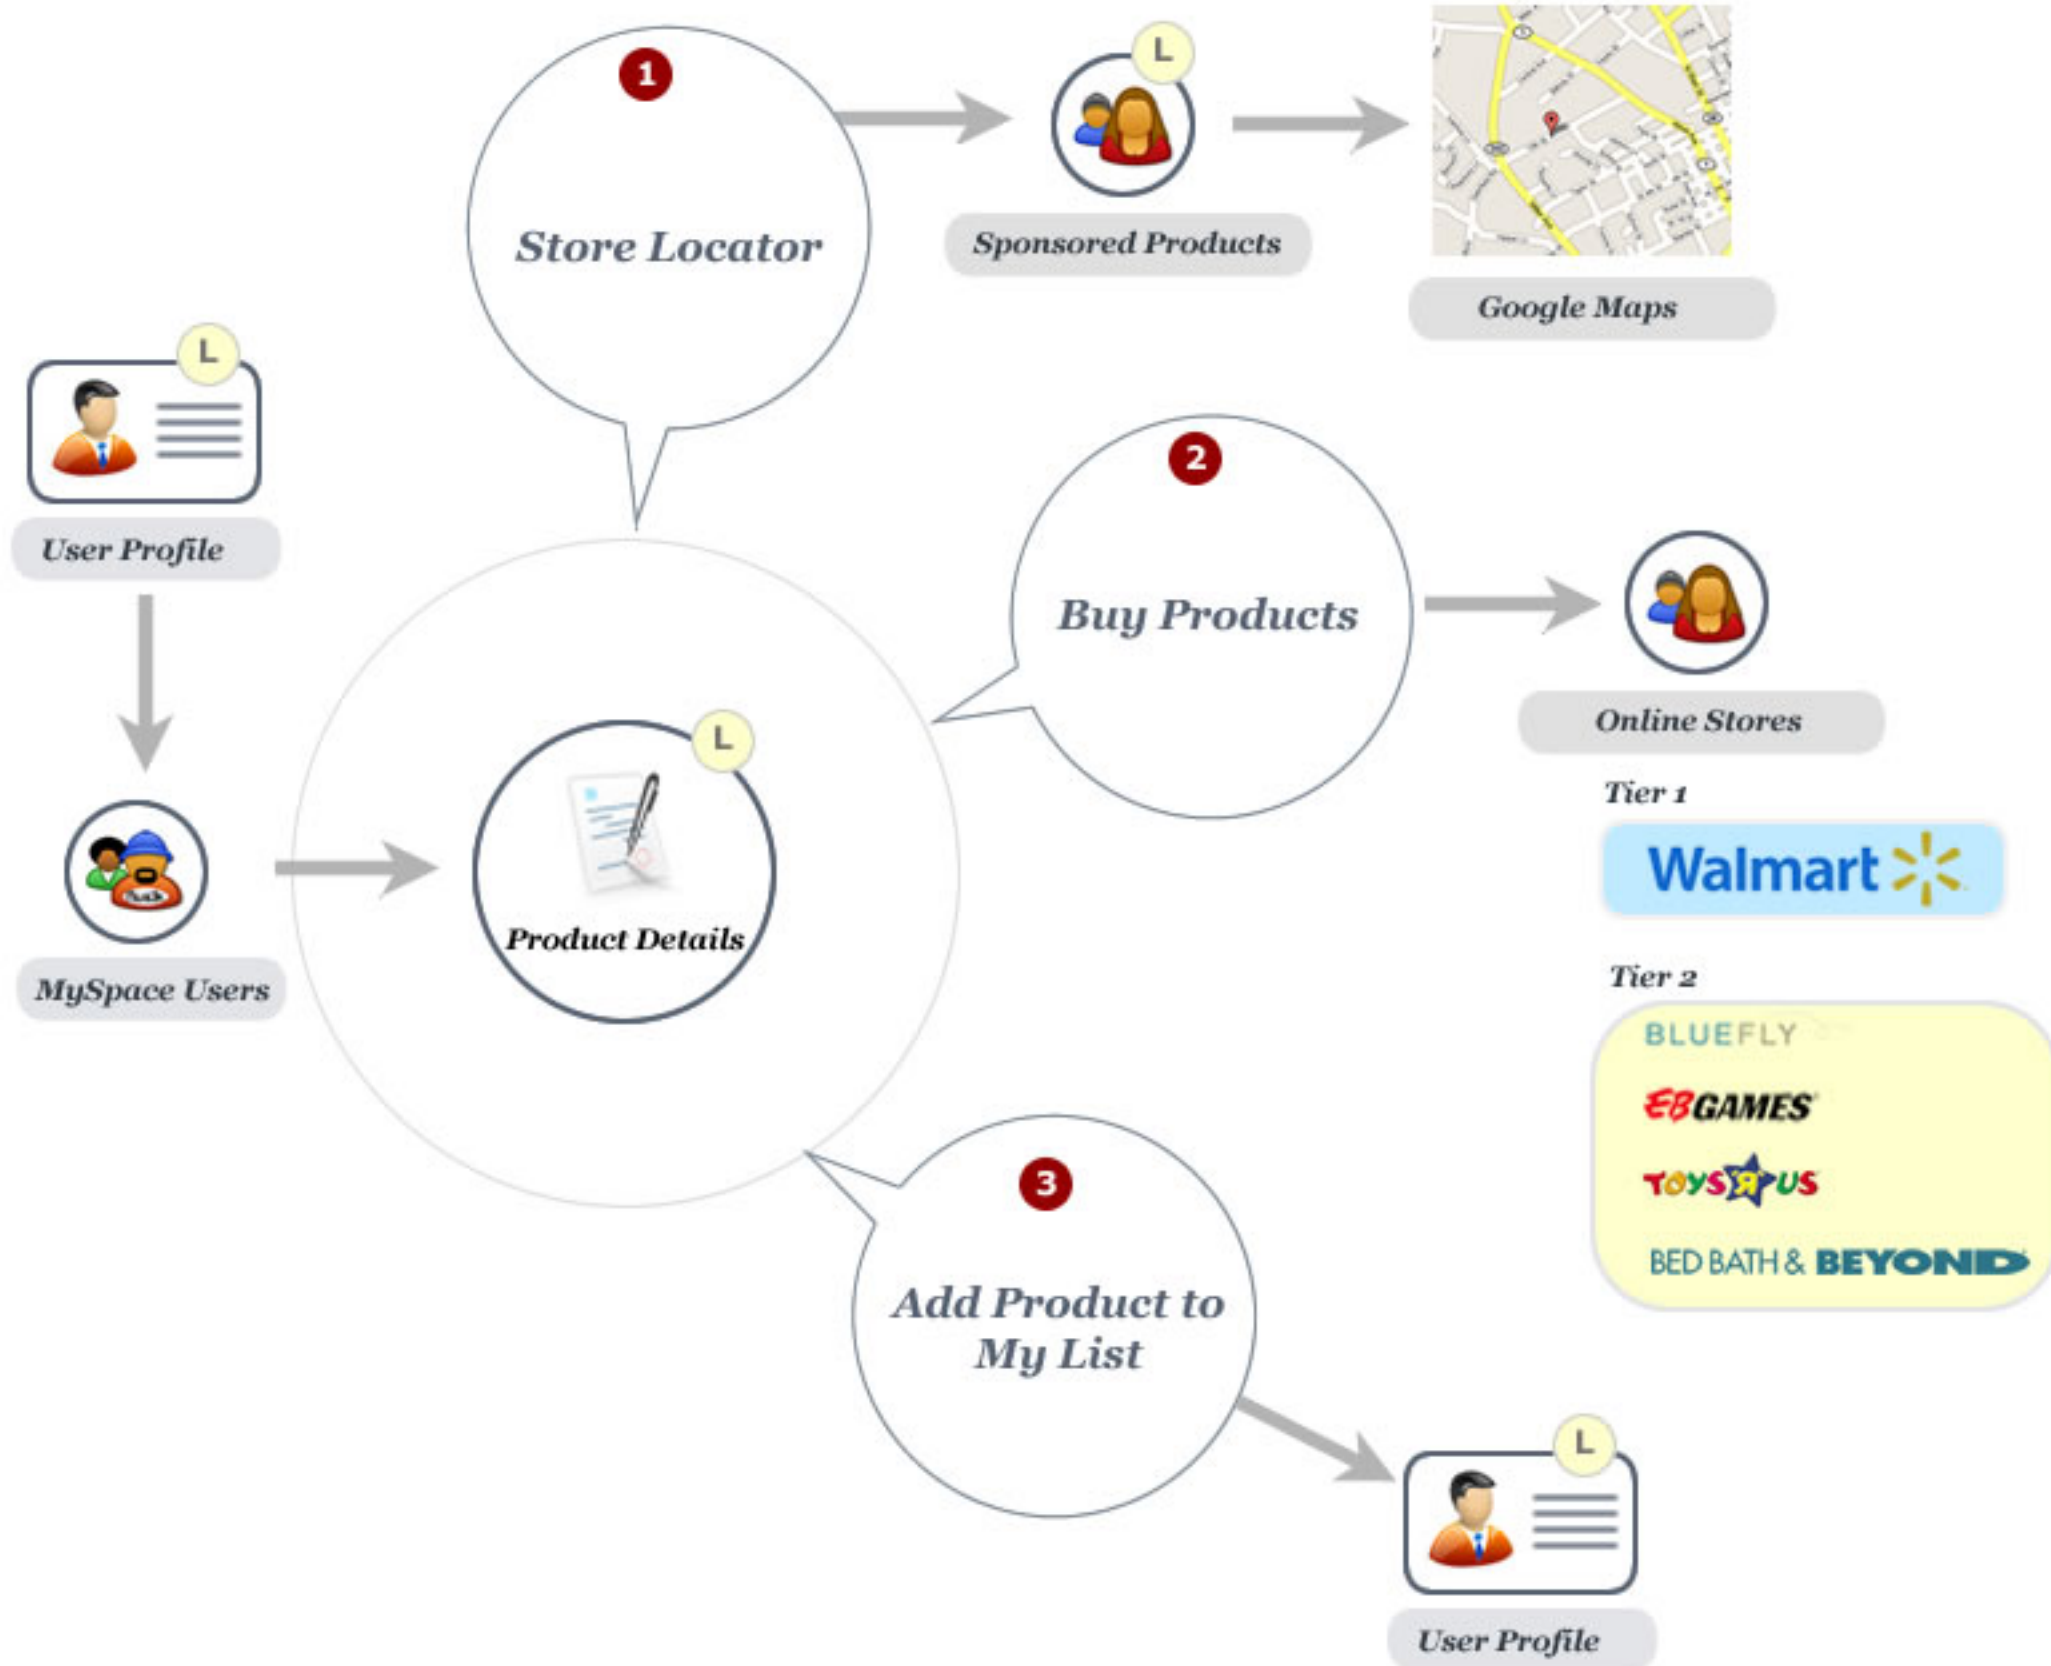 1
Store Locator
L
Sponsored Products
Google Maps
L
User Profile
2
Buy Products
Online Stores
Tier 1
Walmart
Tier 2
BLUEFLY
EBGAMES
TOYS"R"US
BED BATH & BEYOND
L
Product Details
MySpace Users
3
Add Product to
My List
L
User Profile